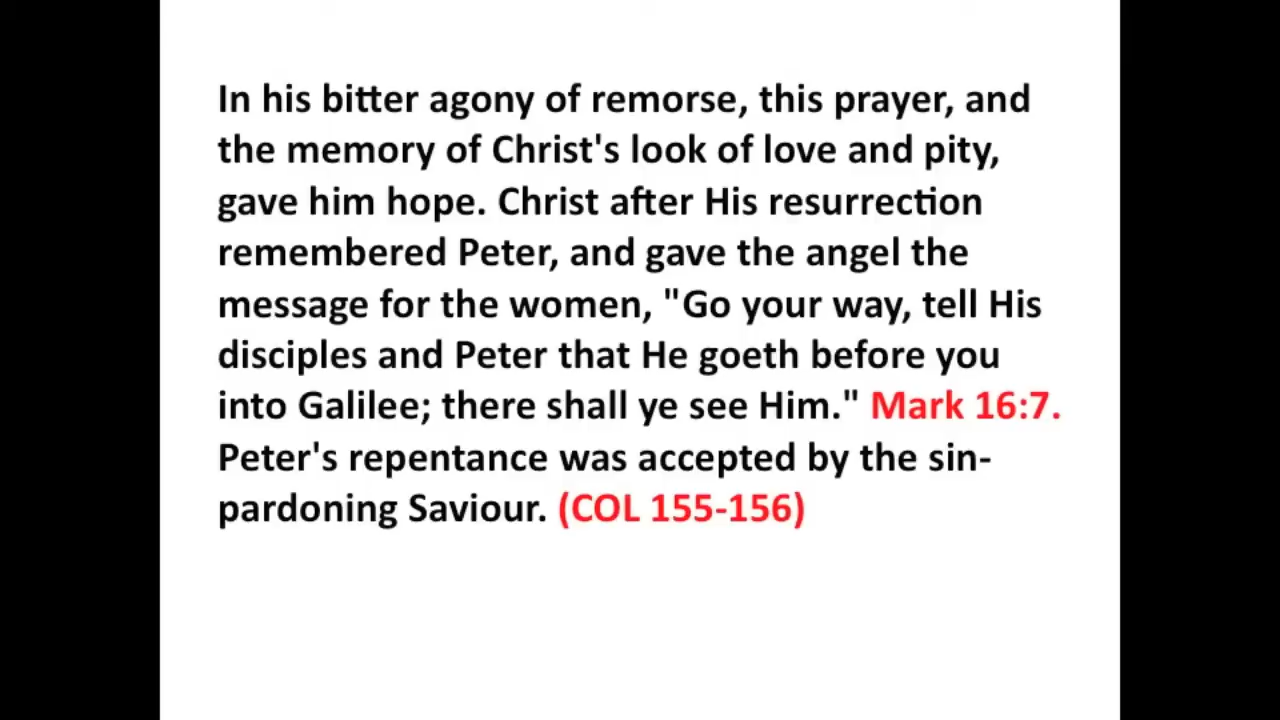 In his bitter agony of remorse, this prayer, and
the memory of Christ's look of love and pity,
gave him hope. Christ after His resurrection
remembered Peter, and gave the angel the
message for the women, "Go your way, tell His
disciples and Peter that He goeth before you
into Galilee; there shall ye see Him." Mark 16:7.
Peter's repentance was accepted by the sin-
pardoning Saviour. (COL 155-156)